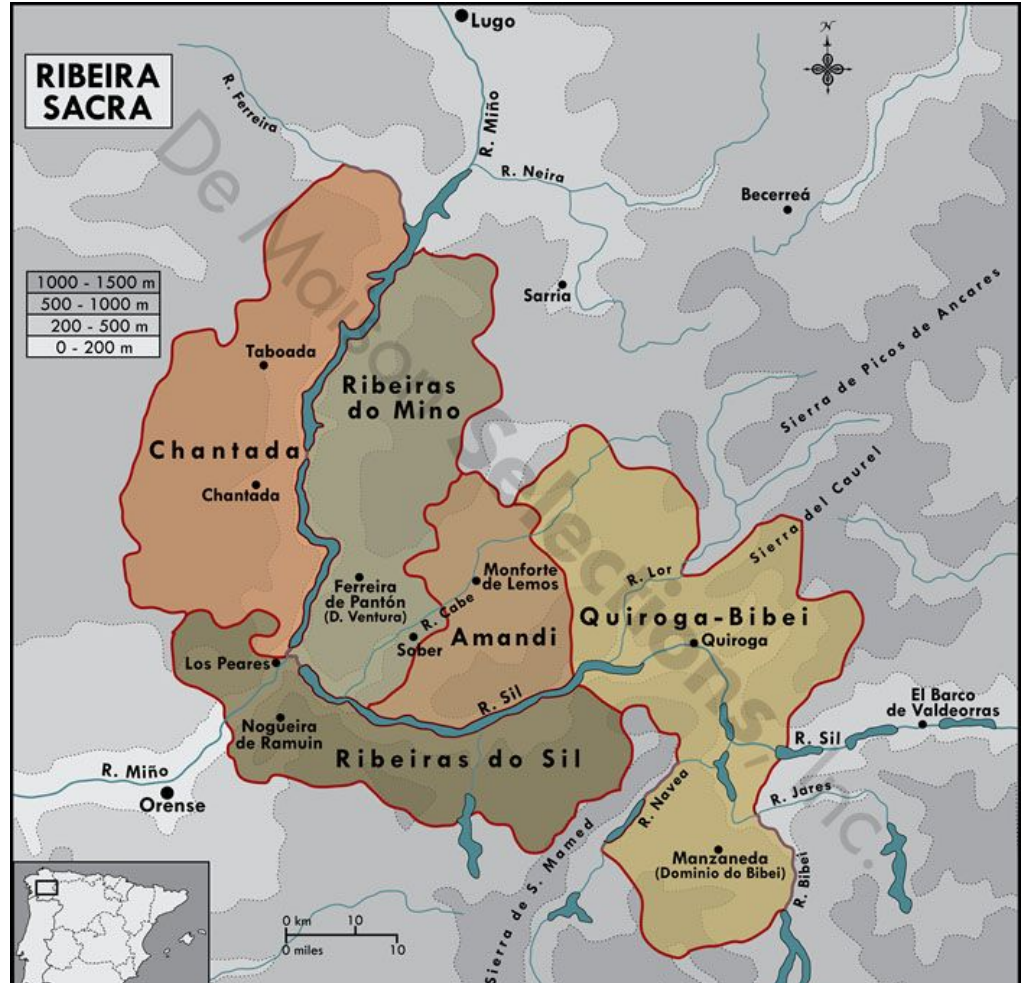 Lugo
N
RIBEIRA
SACRA
R. Ferreira
R. Miño
R. Neira
Becerreá
Sarria
1000 - 1500 m
500 - 1000 m
200 - 500 m
0 - 200 m
Taboada
Ribeiras
do Mino
Sierra de Picos de Ancares
Chantada
Chantada
Sierra del Caurel
Monforte
de Lemos
R. Lor
Ferreira
de Pantón
(D. Ventura)
R. Cabe
Quiroga-Bibei
Amandi
Quiroga
Sober
Los Peares
R. Sil
El Barco
de Valdeorras
Nogueira
de Ramuin
R. Sil
Ribeiras do Sil
R. Miño
Orense
R. Navea
R. Jares
Manzaneda
(Dominio do Bibei)
R. Bibei
Sierra de S. Mamed
0 km 10
0 miles 10
De Maison Selections, Inc.